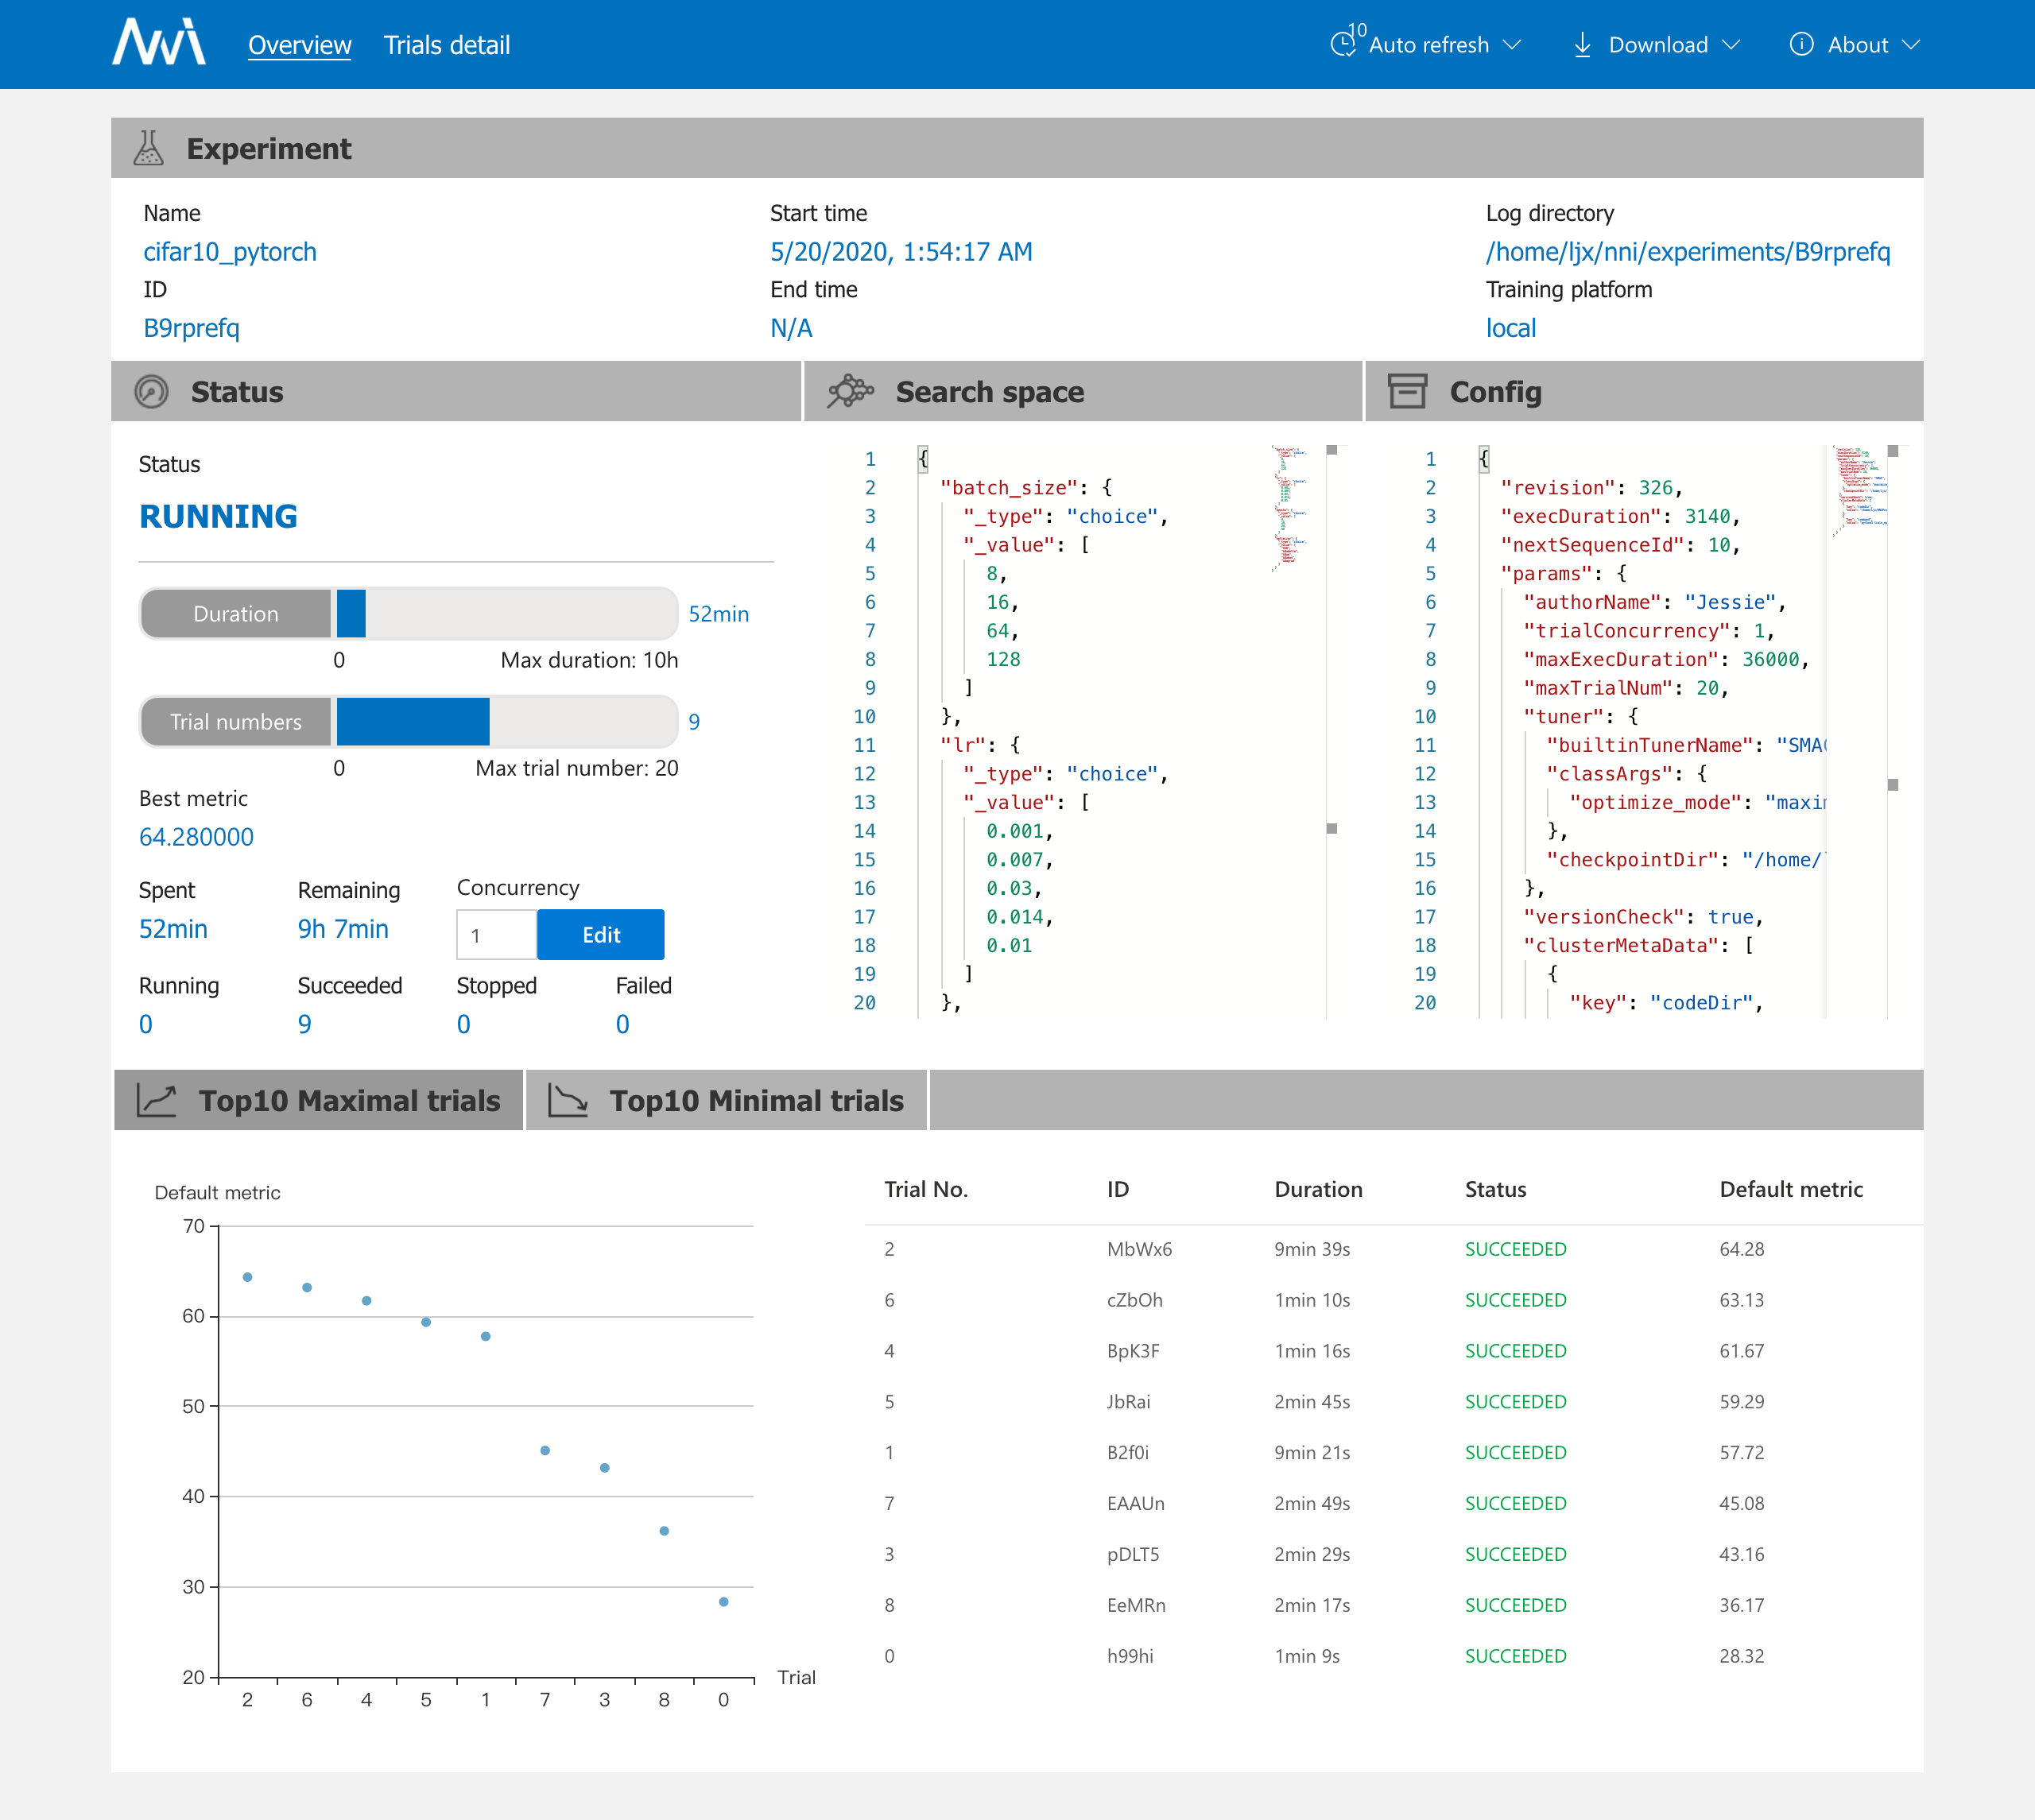 NNI Overview Trials detail 10 Auto refresh Download About
Experiment
Name Start time Log directory
cifar10_pytorch 5/20/2020, 1:54:17 AM /home/ljx/nni/experiments/B9rprefq
ID End time Training platform
B9rprefq N/A local
Status
Status
RUNNING
Duration 52min
0 Max duration: 10h
Trial numbers 9
0 Max trial number: 20
Best metric
64.280000
Spent Remaining Concurrency
52min 9h 7min 1 Edit
Running Succeeded Stopped Failed
0 9 0 0
Search space
1 {
2 "batch_size": {
3 "_type": "choice",
4 "_value": [
5 8,
6 16,
7 64,
8 128
9 ]
10 },
11 "lr": {
12 "_type": "choice",
13 "_value": [
14 0.001,
15 0.007,
16 0.03,
17 0.014,
18 0.01
19 ]
20 },
Config
1 {
2 "revision": 326,
3 "execDuration": 3140,
4 "nextSequenceId": 10,
5 "params": {
6 "authorName": "Jessie",
7 "trialConcurrency": 1,
8 "maxExecDuration": 36000,
9 "maxTrialNum": 20,
10 "tuner": {
11 "builtinTunerName": "SMA
12 "classArgs": {
13 "optimize_mode": "maxi
14 },
15 "checkpointDir": "/home/
16 },
17 "versionCheck": true,
18 "clusterMetaData": [
19 {
20 "key": "codeDir",
Top10 Maximal trials Top10 Minimal trials
Default metric
70
60
50
40
30
20
2 6 4 5 1 7 3 8 0
Trial
Trial No. ID Duration Status Default metric
2 MbWx6 9min 39s SUCCEEDED 64.28
6 cZbOh 1min 10s SUCCEEDED 63.13
4 BpK3F 1min 16s SUCCEEDED 61.67
5 JbRai 2min 45s SUCCEEDED 59.29
1 B2f0i 9min 21s SUCCEEDED 57.72
7 EAAUn 2min 49s SUCCEEDED 45.08
3 pDLT5 2min 29s SUCCEEDED 43.16
8 EeMRn 2min 17s SUCCEEDED 36.17
0 h99hi 1min 9s SUCCEEDED 28.32